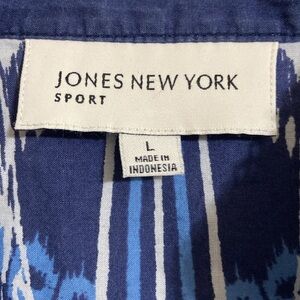 JONES NEW YORK
SPORT
L
MADE IN
INDONESIA